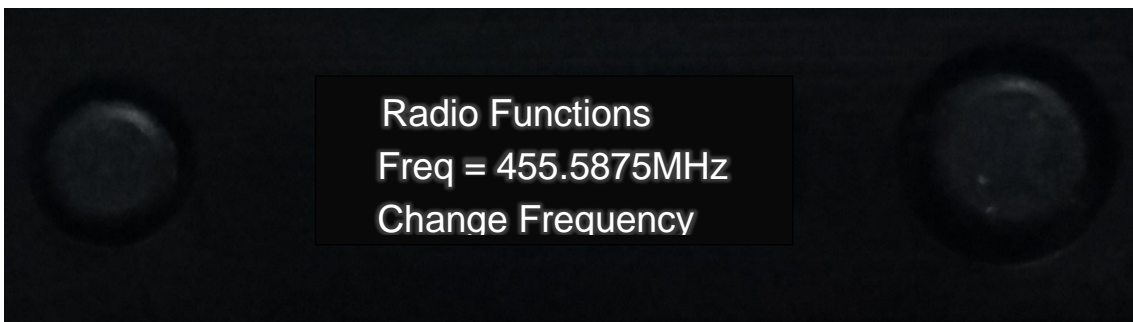 Radio Functions
Freq = 455.5875MHz
Change Frequency